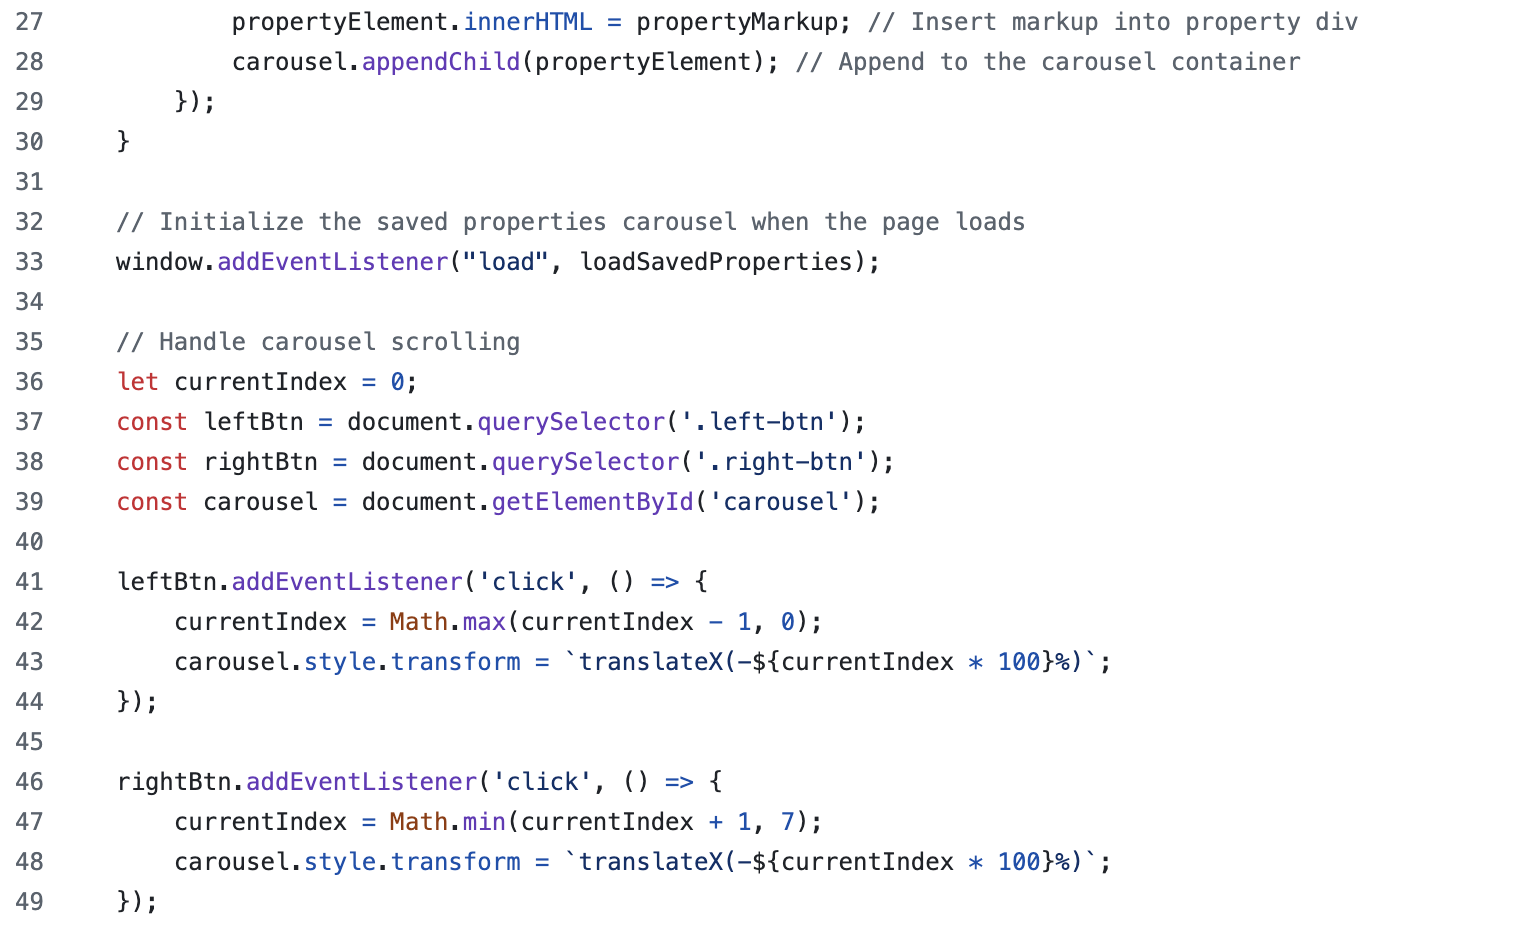 27 propertyElement.innerHTML = propertyMarkup; // Insert markup into property div
28 carousel.appendChild(propertyElement); // Append to the carousel container
29 });
30 }
31
32 // Initialize the saved properties carousel when the page loads
33 window.addEventListener("load", loadSavedProperties);
34
35 // Handle carousel scrolling
36 let currentIndex = 0;
37 const leftBtn = document.querySelector('.left-btn');
38 const rightBtn = document.querySelector('.right-btn');
39 const carousel = document.getElementById('carousel');
40
41 leftBtn.addEventListener('click', () => {
42 currentIndex = Math.max(currentIndex - 1, 0);
43 carousel.style.transform = `translateX(-${currentIndex * 100}%)`;
44 });
45
46 rightBtn.addEventListener('click', () => {
47 currentIndex = Math.min(currentIndex + 1, 7);
48 carousel.style.transform = `translateX(-${currentIndex * 100}%)`;
49 });